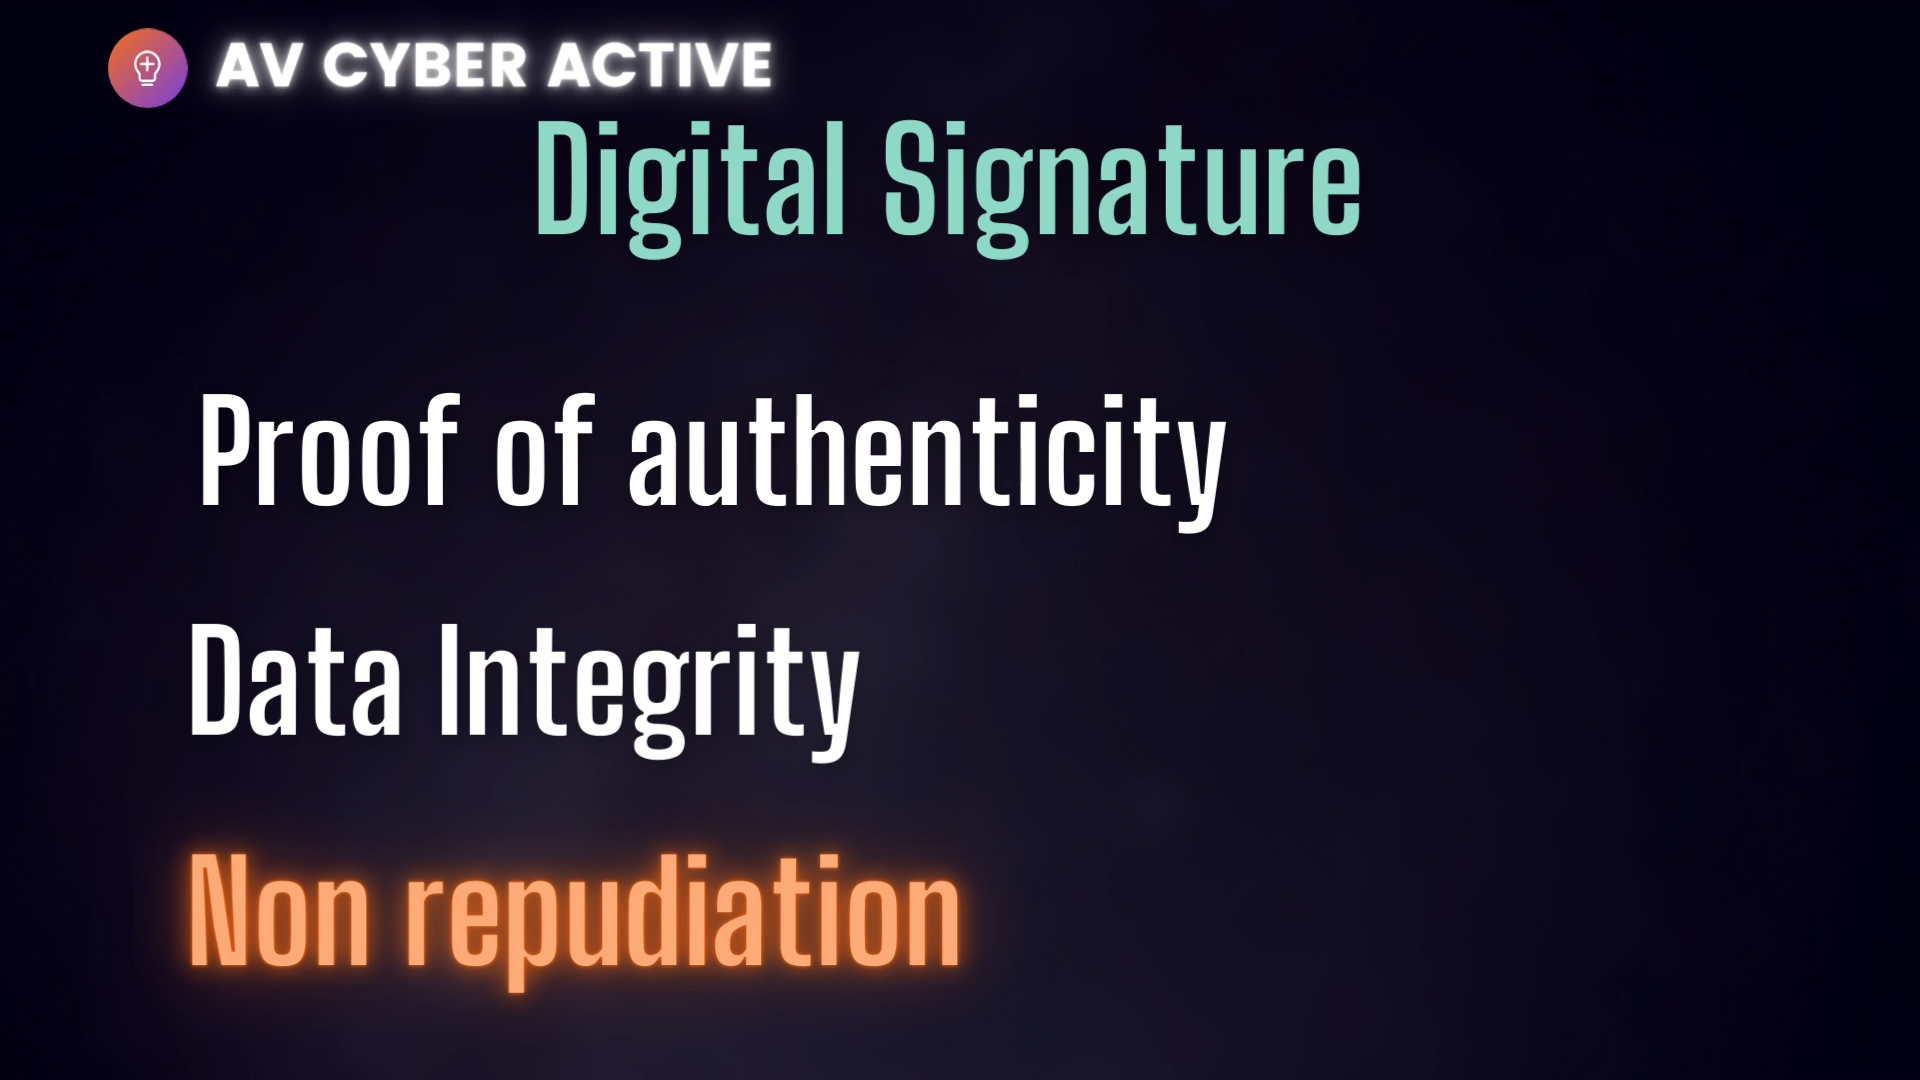 AV CYBER ACTIVE
Digital Signature
Proof of authenticity
Data Integrity
Non repudiation